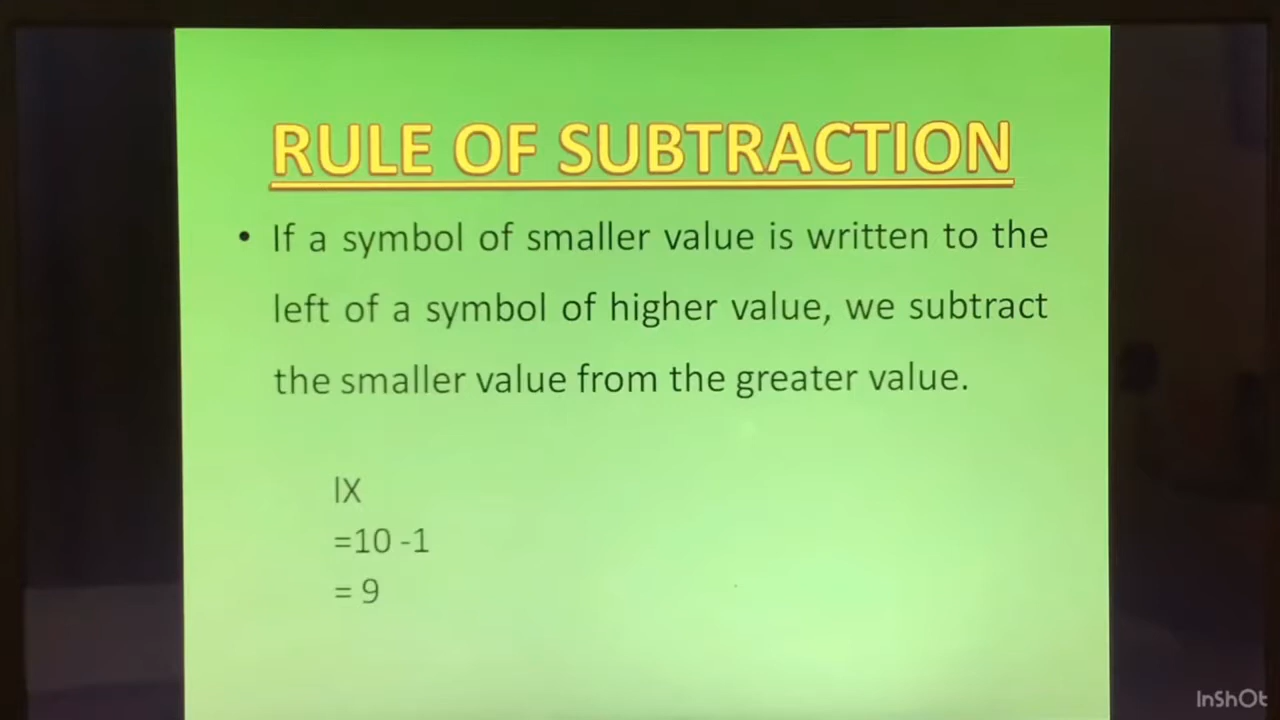 RULE OF SUBTRACTION
• If a symbol of smaller value is written to the
left of a symbol of higher value, we subtract
the smaller value from the greater value.
IX
=10 -1
= 9
InShOt